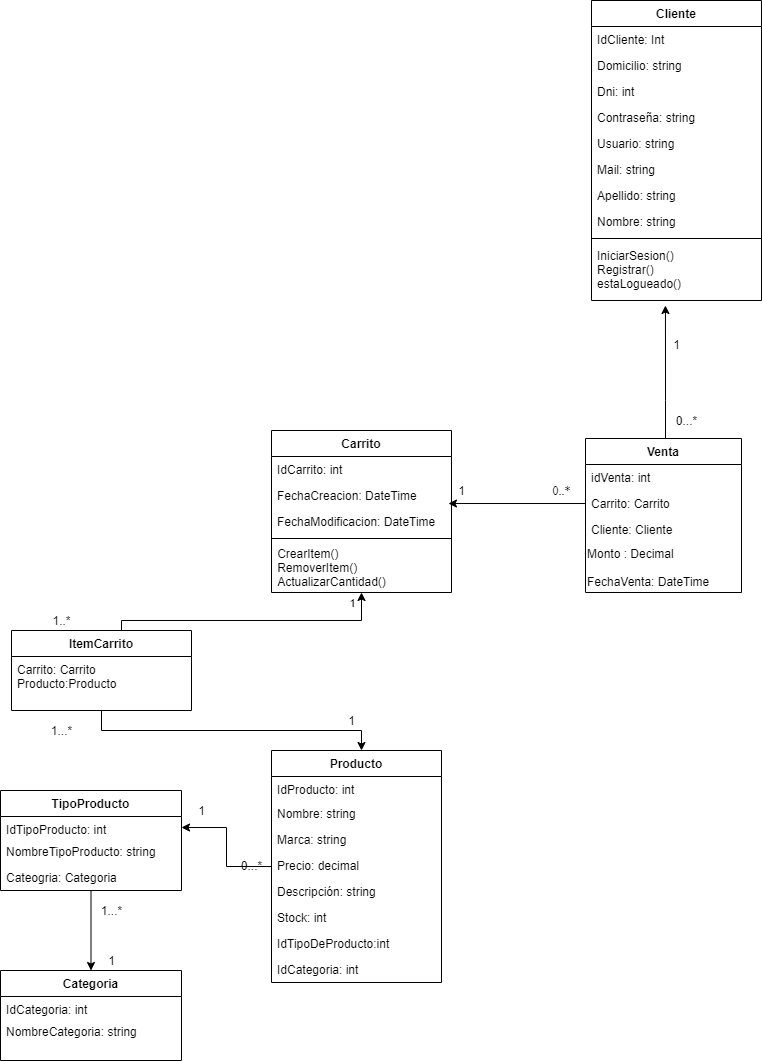 Cliente
IdCliente: Int
Domicilio: string
Dni: int
Contraseña: string
Usuario: string
Mail: string
Apellido: string
Nombre: string
IniciarSesion()
Registrar()
estaLogueado()
1
0...*
Carrito
IdCarrito: int
FechaCreacion: DateTime
FechaModificacion: DateTime
CrearItem()
RemoverItem()
ActualizarCantidad()
1
0..*
Venta
idVenta: int
Carrito: Carrito
Cliente: Cliente
Monto : Decimal
FechaVenta: DateTime
1
1..*
ItemCarrito
Carrito: Carrito
Producto:Producto
1...*
1
Producto
IdProducto: int
Nombre: string
Marca: string
Precio: decimal
Descripción: string
Stock: int
IdTipoDeProducto:int
IdCategoria: int
TipoProducto
IdTipoProducto: int
NombreTipoProducto: string
Cateogria: Categoria
1
0...*
1...*
1
Categoria
IdCategoria: int
NombreCategoria: string